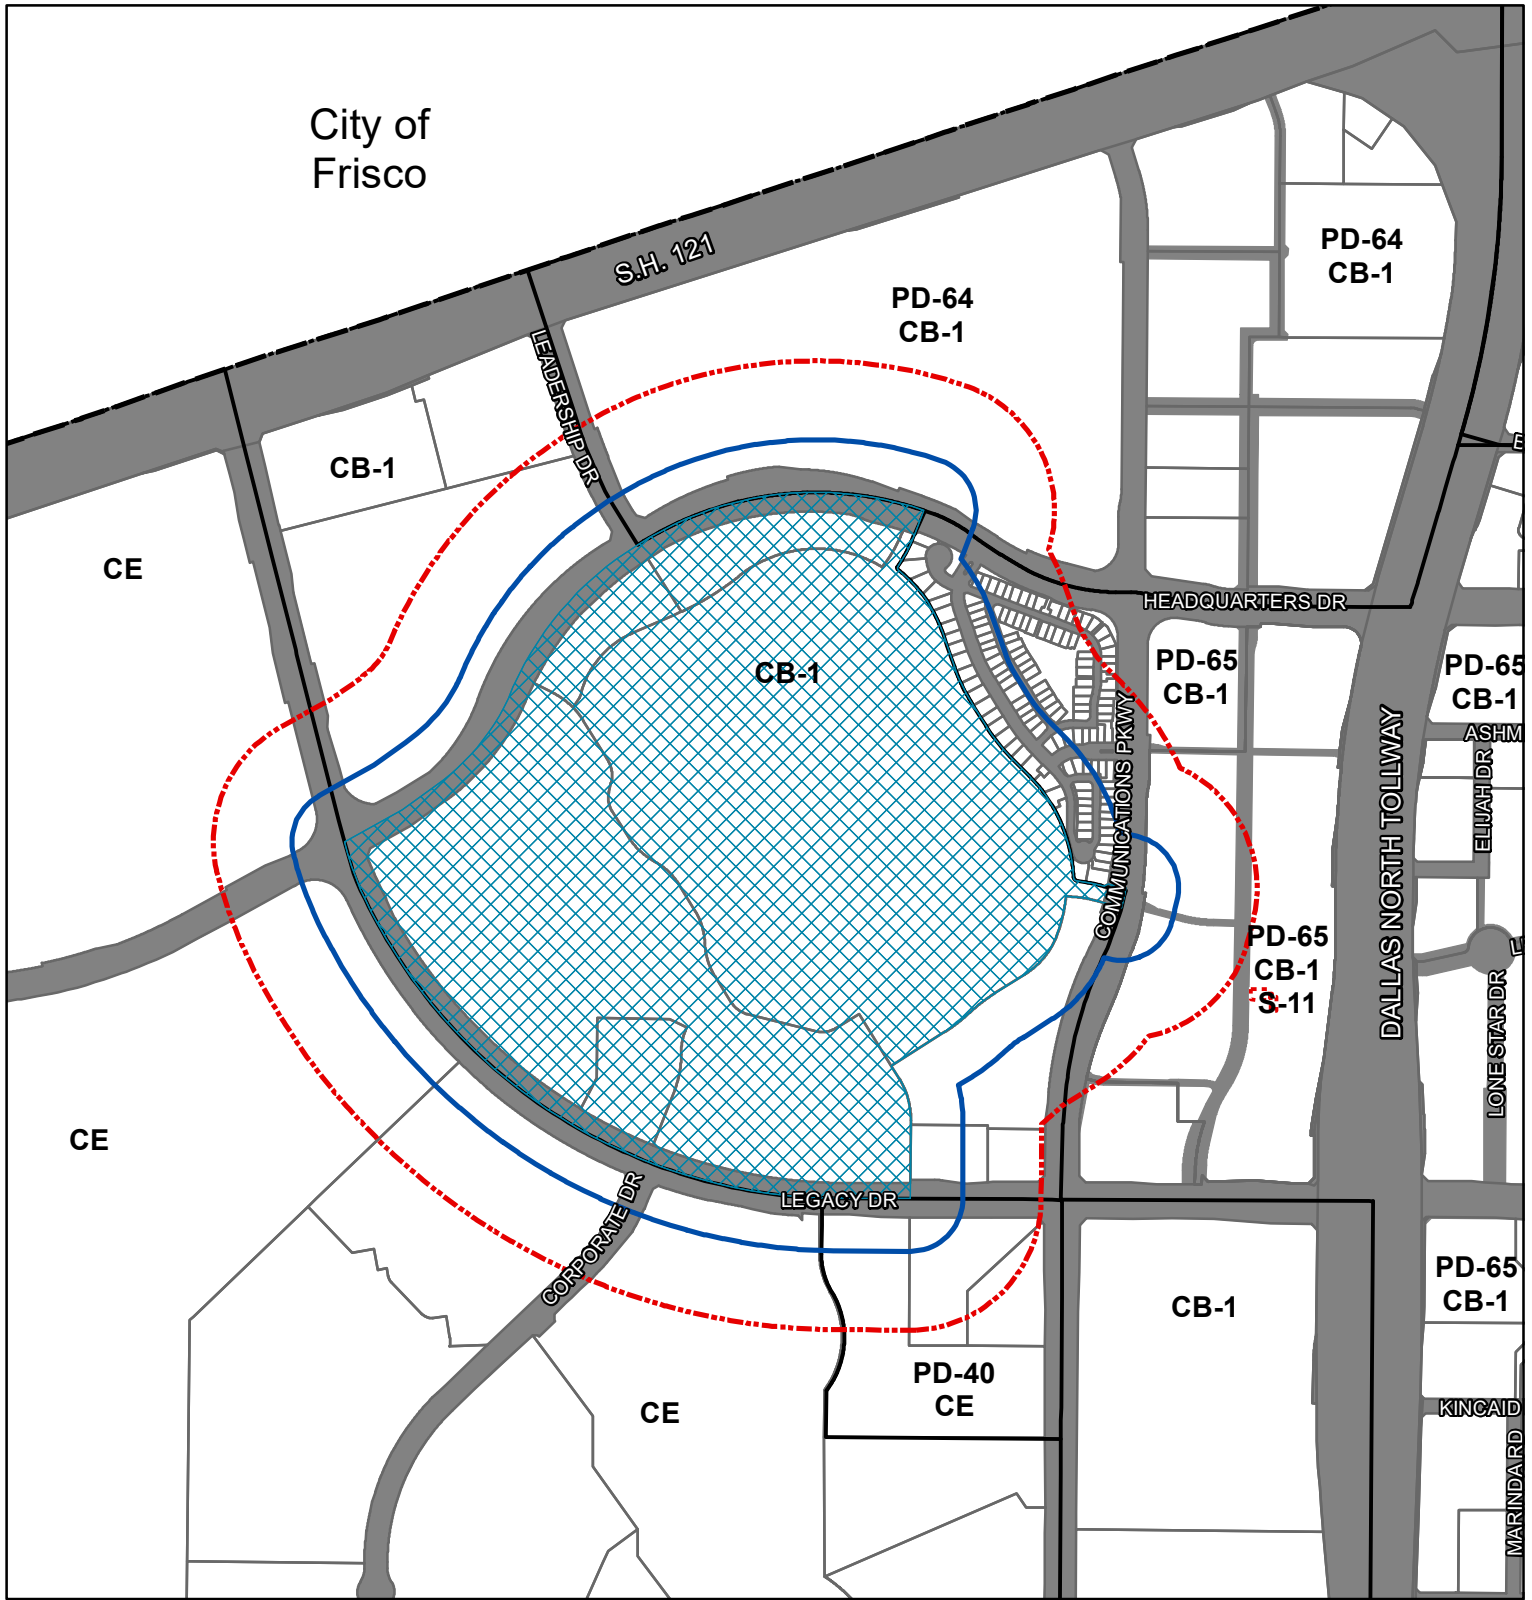 City of
Frisco
S.H. 121
PD-64
CB-1
PD-64
CB-1
LEADERSHIP DR
CB-1
CE
HEADQUARTERS DR
CB-1
PD-65
CB-1
PD-65
CB-1
COMMUNICATIONS PKWY
DALLAS NORTH TOLLWAY
ASHM
ELIJAH DR
PD-65
CB-1
S-11
LONE STAR DR
CE
LEGACY DR
CORPORATE DR
CB-1
PD-65
CB-1
PD-40
CE
CE
KINCAID
MARINDA RD